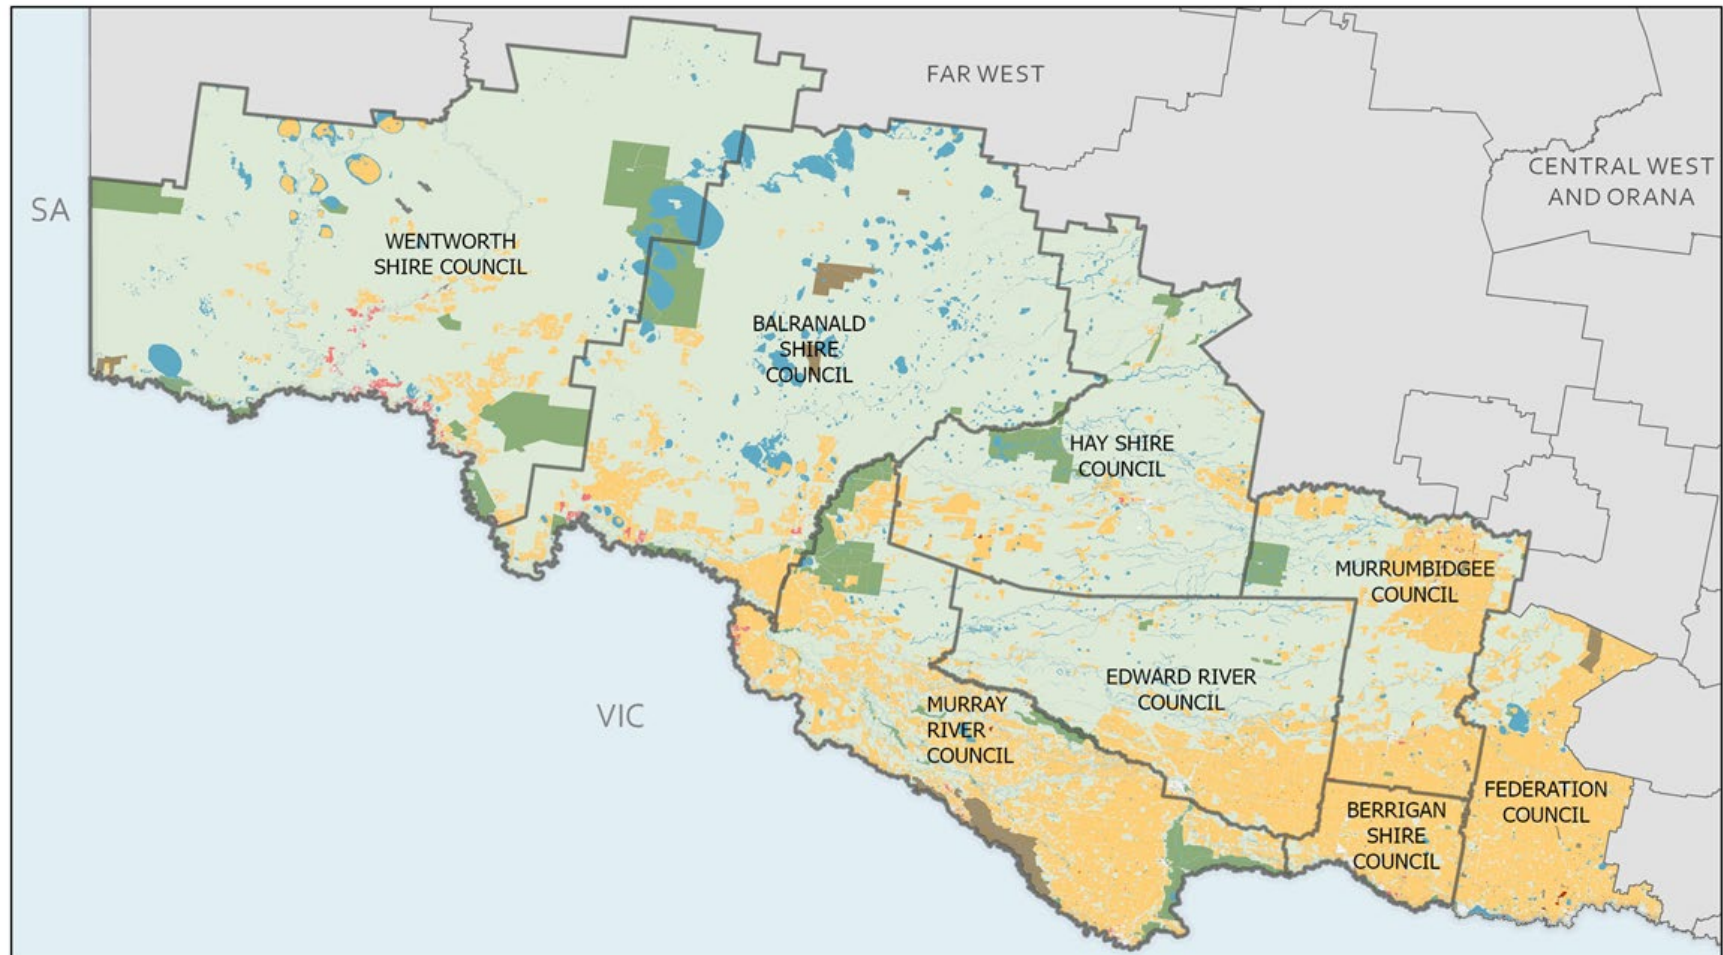 FAR WEST
CENTRAL WEST
AND ORANA
SA
WENTWORTH
SHIRE COUNCIL
BALRANALD
SHIRE
COUNCIL
HAY SHIRE
COUNCIL
MURRUMBIDGEE
COUNCIL
EDWARD RIVER
COUNCIL
MURRAY
RIVER
COUNCIL
VIC
FEDERATION
COUNCIL
BERRIGAN
SHIRE
COUNCIL